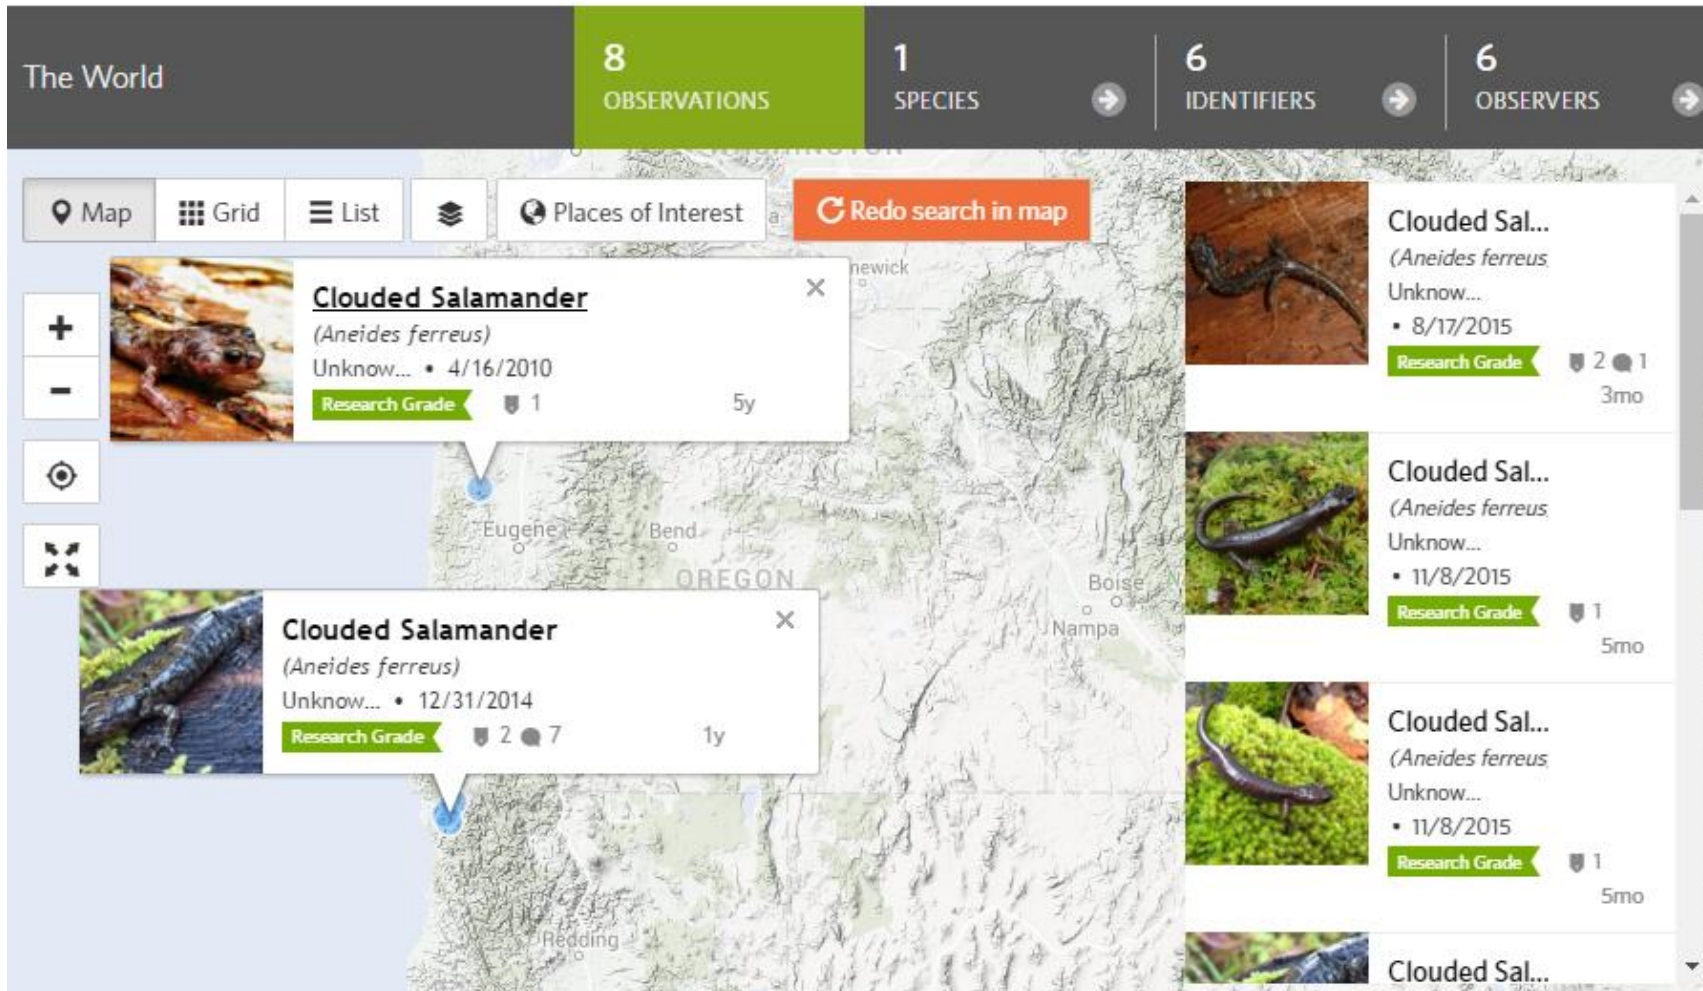 The World
8
OBSERVATIONS
1
SPECIES
6
IDENTIFIERS
6
OBSERVERS
Map
Grid
List
Places of Interest
Redo search in map
newick
Clouded Salamander
(Aneides ferreus)
Unknow... • 4/16/2010
Research Grade 1 5y
Eugene
Bend
OREGON
Boise
Nampa
Clouded Salamander
(Aneides ferreus)
Unknow... • 12/31/2014
Research Grade 2 7 1y
Redding
Clouded Sal...
(Aneides ferreus
Unknow...
• 8/17/2015
Research Grade 2 1
3mo
Clouded Sal...
(Aneides ferreus
Unknow...
• 11/8/2015
Research Grade 1
5mo
Clouded Sal...
(Aneides ferreus
Unknow...
• 11/8/2015
Research Grade 1
5mo
Clouded Sal...